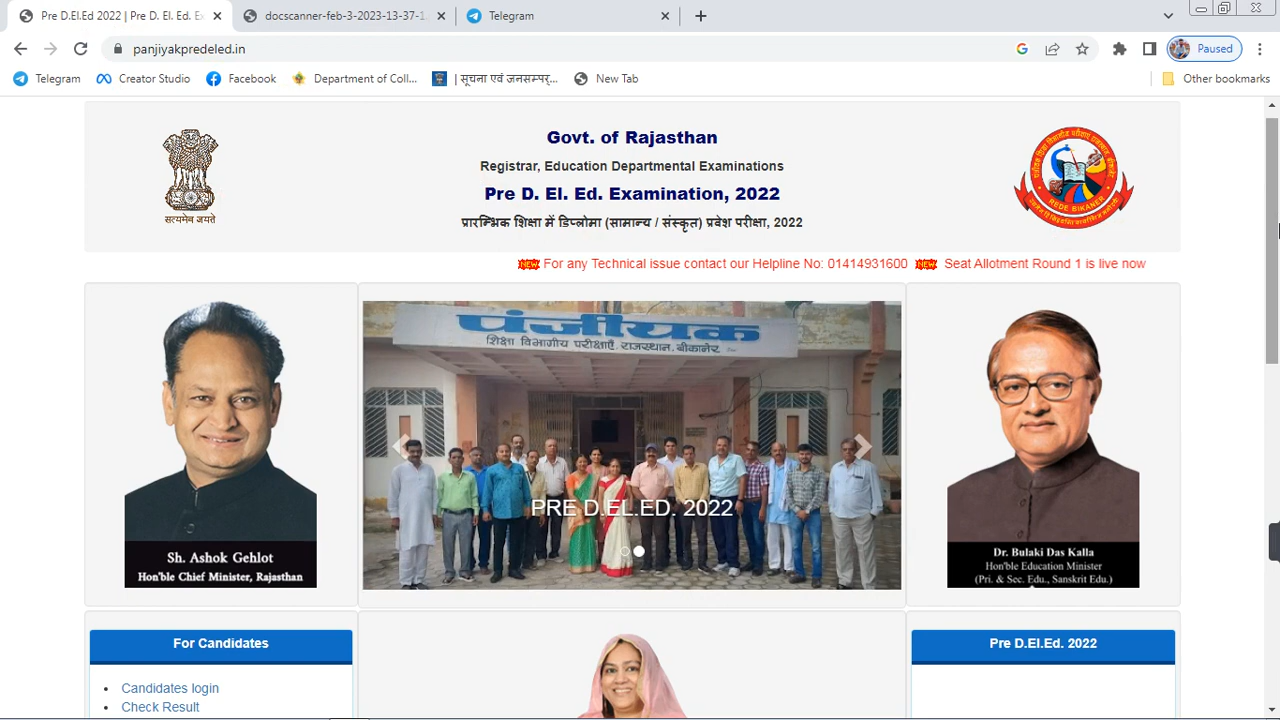 Pre D.El.Ed 2022 | Pre D. El. Ed. Ex
docscanner-feb-3-2023-13-37-1
Telegram
panjiyakpredeled.in
Paused
Telegram
Creator Studio
Facebook
Department of Coll...
| सूचना एवं जनसम्पर्...
New Tab
Other bookmarks
सत्यमेव जयते
Govt. of Rajasthan
Registrar, Education Departmental Examinations
Pre D. El. Ed. Examination, 2022
प्रारम्भिक शिक्षा में डिप्लोमा (सामान्य / संस्कृत) प्रवेश परीक्षा, 2022
REDE BIKANER
NEW For any Technical issue contact our Helpline No: 01414931600 NEW Seat Allotment Round 1 is live now
Sh. Ashok Gehlot
Hon'ble Chief Minister, Rajasthan
पंजीयक
शिक्षा विभागीय परीक्षाएँ, राजस्थान, बीकानेर
PRE D.EL.ED. 2022
Dr. Bulaki Das Kalla
Hon'ble Education Minister
(Pri. & Sec. Edu., Sanskrit Edu.)
For Candidates
Candidates login
Check Result
Pre D.El.Ed. 2022